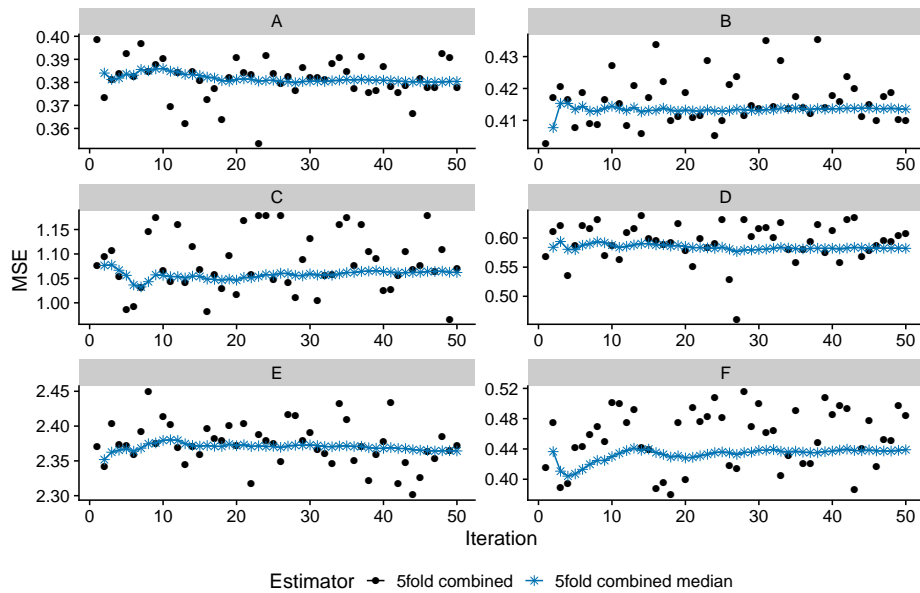 A
B
0.40
0.39
0.38
0.37
0.36
0 10 20 30 40 50
0.43
0.42
0.41
0 10 20 30 40 50
C
D
1.15
1.10
1.05
1.00
0 10 20 30 40 50
0.60
0.55
0.50
0 10 20 30 40 50
MSE
E
F
2.45
2.40
2.35
2.30
0 10 20 30 40 50
0.52
0.48
0.44
0.40
0 10 20 30 40 50
Iteration
Estimator 5fold combined 5fold combined median